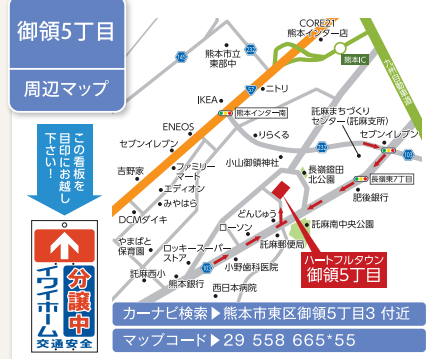 御領5丁目
周辺マップ
この看板を
目印にお越し
下さい！
分譲中
イワイホーム
交通安全
CORE21
熊本インター店
熊本市立
東部中
232
145
熊本IC
九州自動車道
57
ニトリ
IKEA
熊本インター南
託麻まちづくり
センター(託麻支所)
ENEOS
りらくる
セブンイレブン
セブンイレブン
232
103
小山御領神社
吉野家
ファミリー
マート
長嶺舘田
北公園
長嶺東7丁目
エディオン
肥後銀行
みやはら
DCMダイキ
どんじゅう
託麻南中央公園
ローソン
やまばと
保育園
ロッキースーパー
ストア
託麻郵便局
ハートフルタウン
御領5丁目
託麻西小
103
小野歯科医院
熊本銀行
西日本病院
カーナビ検索▶熊本市東区御領5丁目3 付近
マップコード▶29 558 665*55